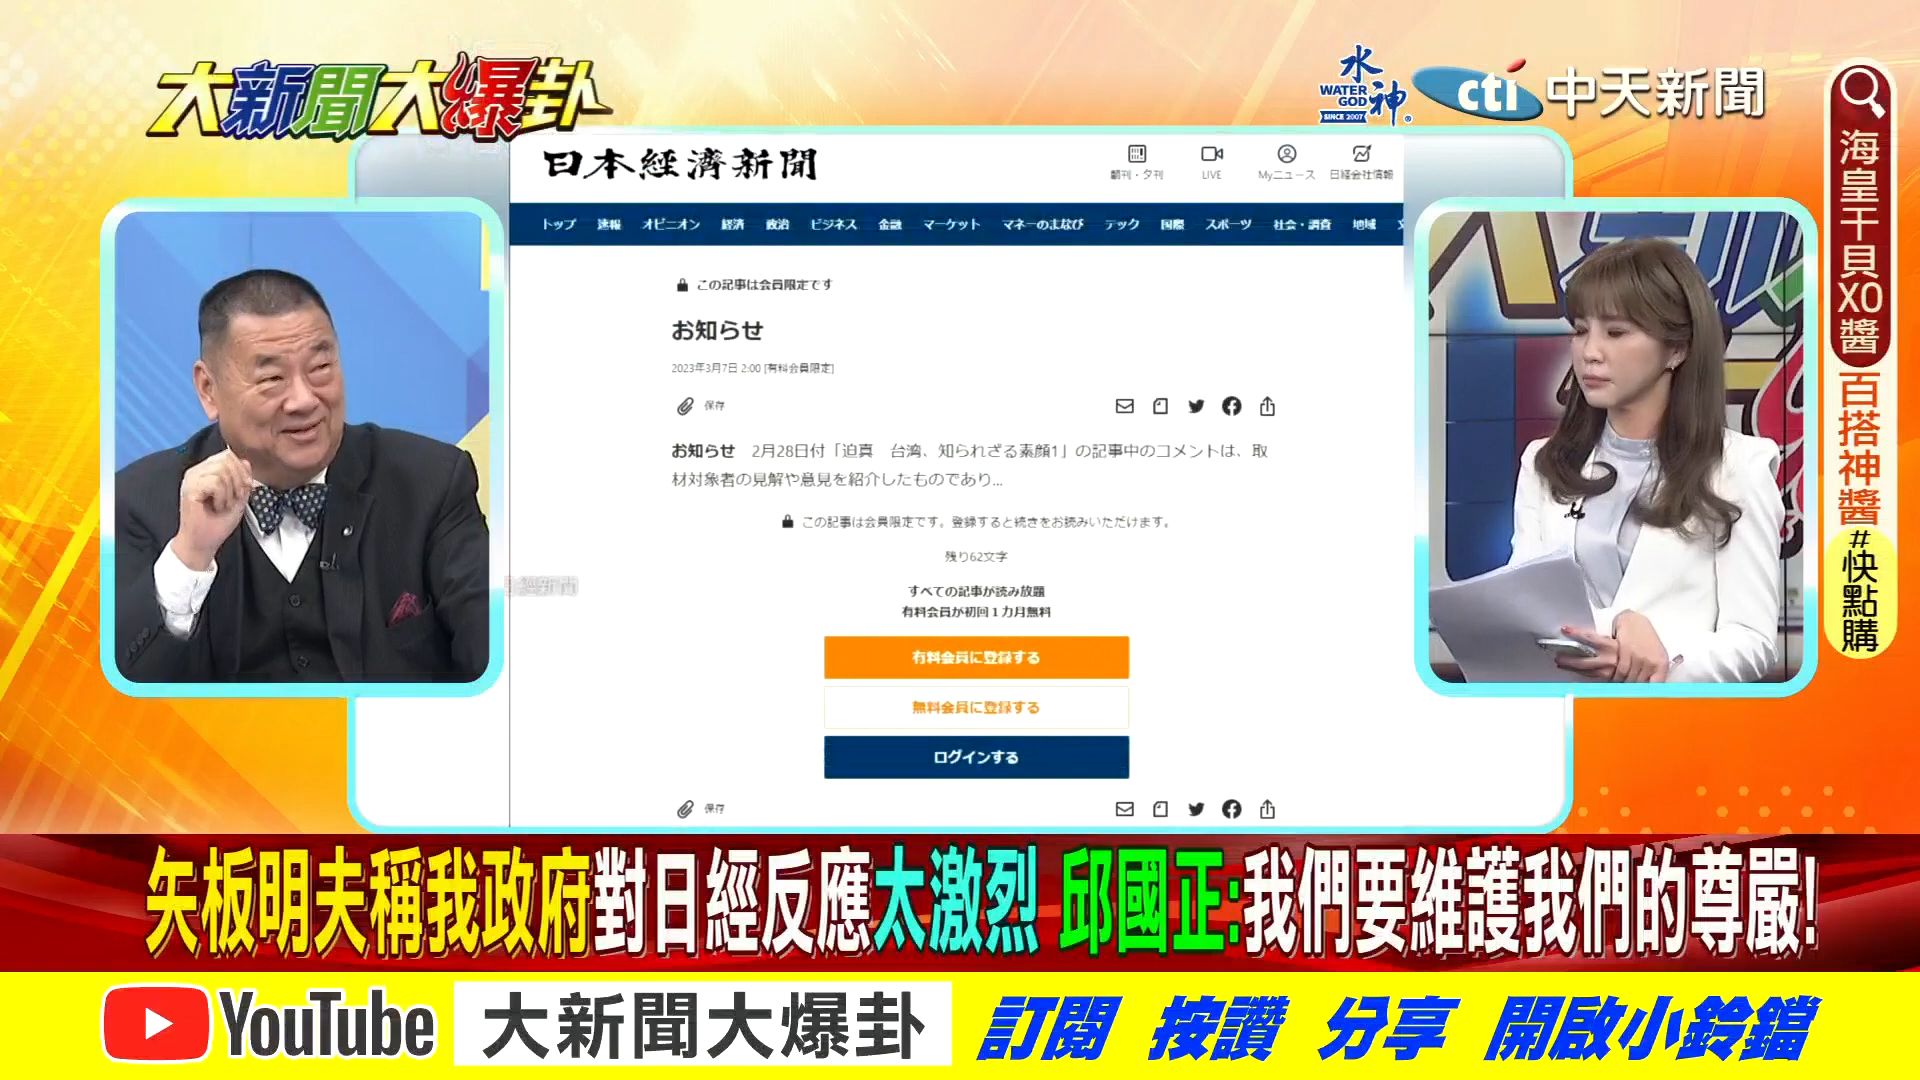 大新聞大爆卦
水神
WATER GOD
SINCE 2007
cti 中天新聞
海皇干貝XO醬
百搭神醬
#快點購
日本経済新聞
朝刊・夕刊
LIVE
Myニュース
日経会社情報
トップ 速報 オピニオン 経済 政治 ビジネス 金融 マーケット マネーのまなび テック 国際 スポーツ 社会・調査 地域
この記事は会員限定です
お知らせ
2023年3月7日 2:00 [有料会員限定]
保存
お知らせ 2月28日付「迫真 台湾、知られざる素顔1」の記事中のコメントは、取
材対象者の見解や意見を紹介したものであり...
この記事は会員限定です。登録すると続きをお読みいただけます。
残り62文字
すべての記事が読み放題
有料会員が初回1カ月無料
有料会員に登録する
無料会員に登録する
ログインする
保存
矢板明夫稱我政府對日經反應太激烈 邱國正:我們要維護我們的尊嚴!
YouTube 大新聞大爆卦 訂閱 按讚 分享 開啟小鈴鐺